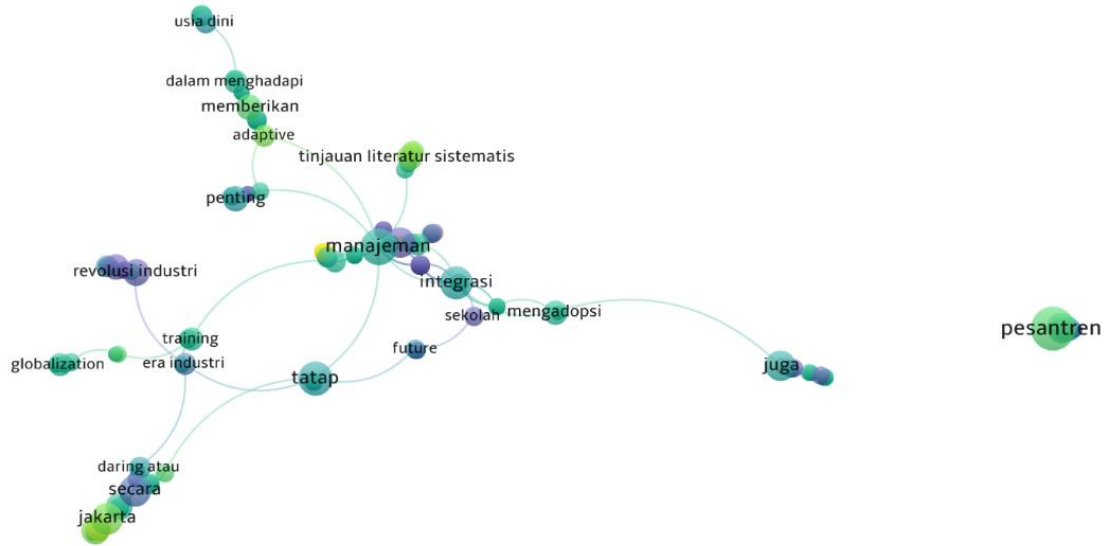 usia dini
dalam menghadapi
memberikan
adaptive
tinjauan literatur sistematis
penting
manajeman
revolusi industri
integrasi
sekolah
mengadopsi
pesantren
training
future
globalization
era industri
juga
tatap
daring atau
secara
jakarta